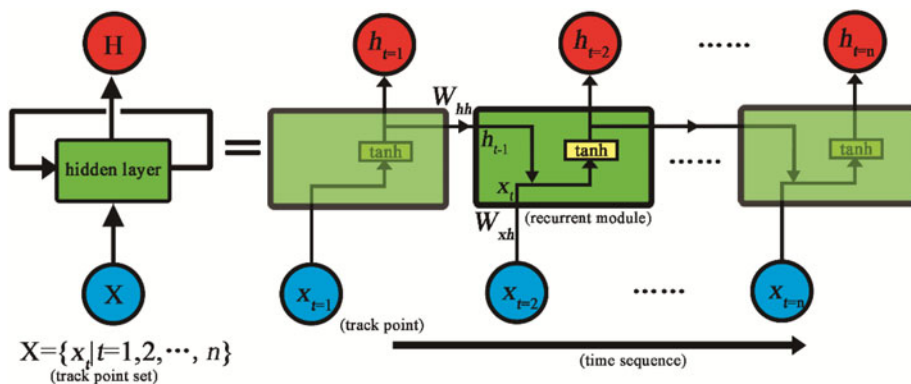 H
h_{t=1}
h_{t=2}
......
h_{t=n}
W_{hh}
hidden layer
=
tanh
h_{t-1}
tanh
......
tanh
x_t
(recurrent module)
W_{xh}
X
x_{t=1}
x_{t=2}
......
x_{t=n}
(track point)
X={x_t|t=1,2,···, n}
(track point set)
(time sequence)